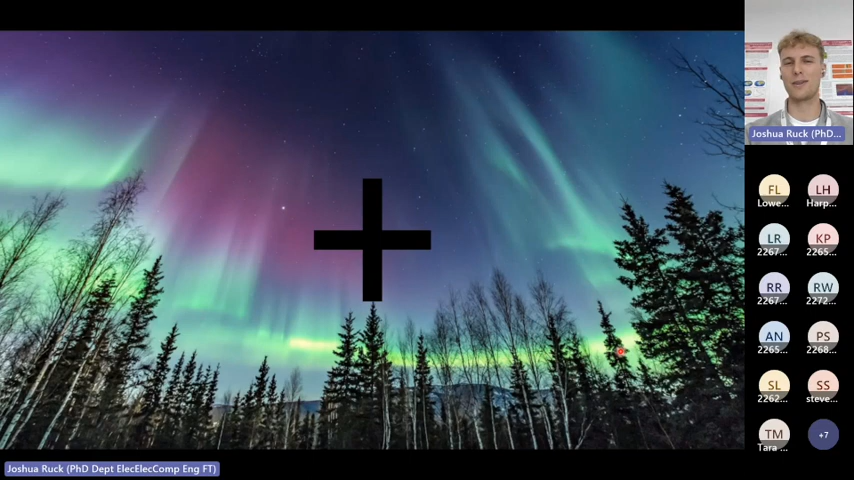 Joshua Ruck (PhD...
FL
LH
Lowe...
Harp...
LR
KP
2267...
2265...
RR
RW
2267...
2272...
AN
PS
2265...
2268...
SL
SS
2262...
steve...
TM
+7
Tara ...
Joshua Ruck (PhD Dept ElecElecComp Eng FT)